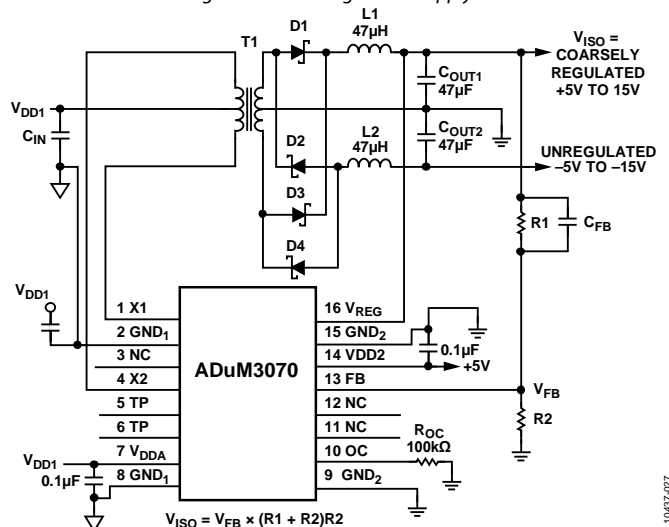 T1
D1
L1
47µH
VISO =
COARSELY
REGULATED
+5V TO 15V
COUT1
47µF
VDD1
CIN
COUT2
47µF
D2
L2
47µH
UNREGULATED
–5V TO –15V
D3
R1
CFB
D4
VDD1
1 X1
2 GND1
3 NC
4 X2
5 TP
6 TP
7 VDDA
8 GND1
ADuM3070
16 VREG
15 GND2
14 VDD2
13 FB
12 NC
11 NC
10 OC
9 GND2
0.1µF
+5V
VFB
R2
ROC
100kΩ
VDD1
0.1µF
VISO = VFB × (R1 + R2)R2
10437-027